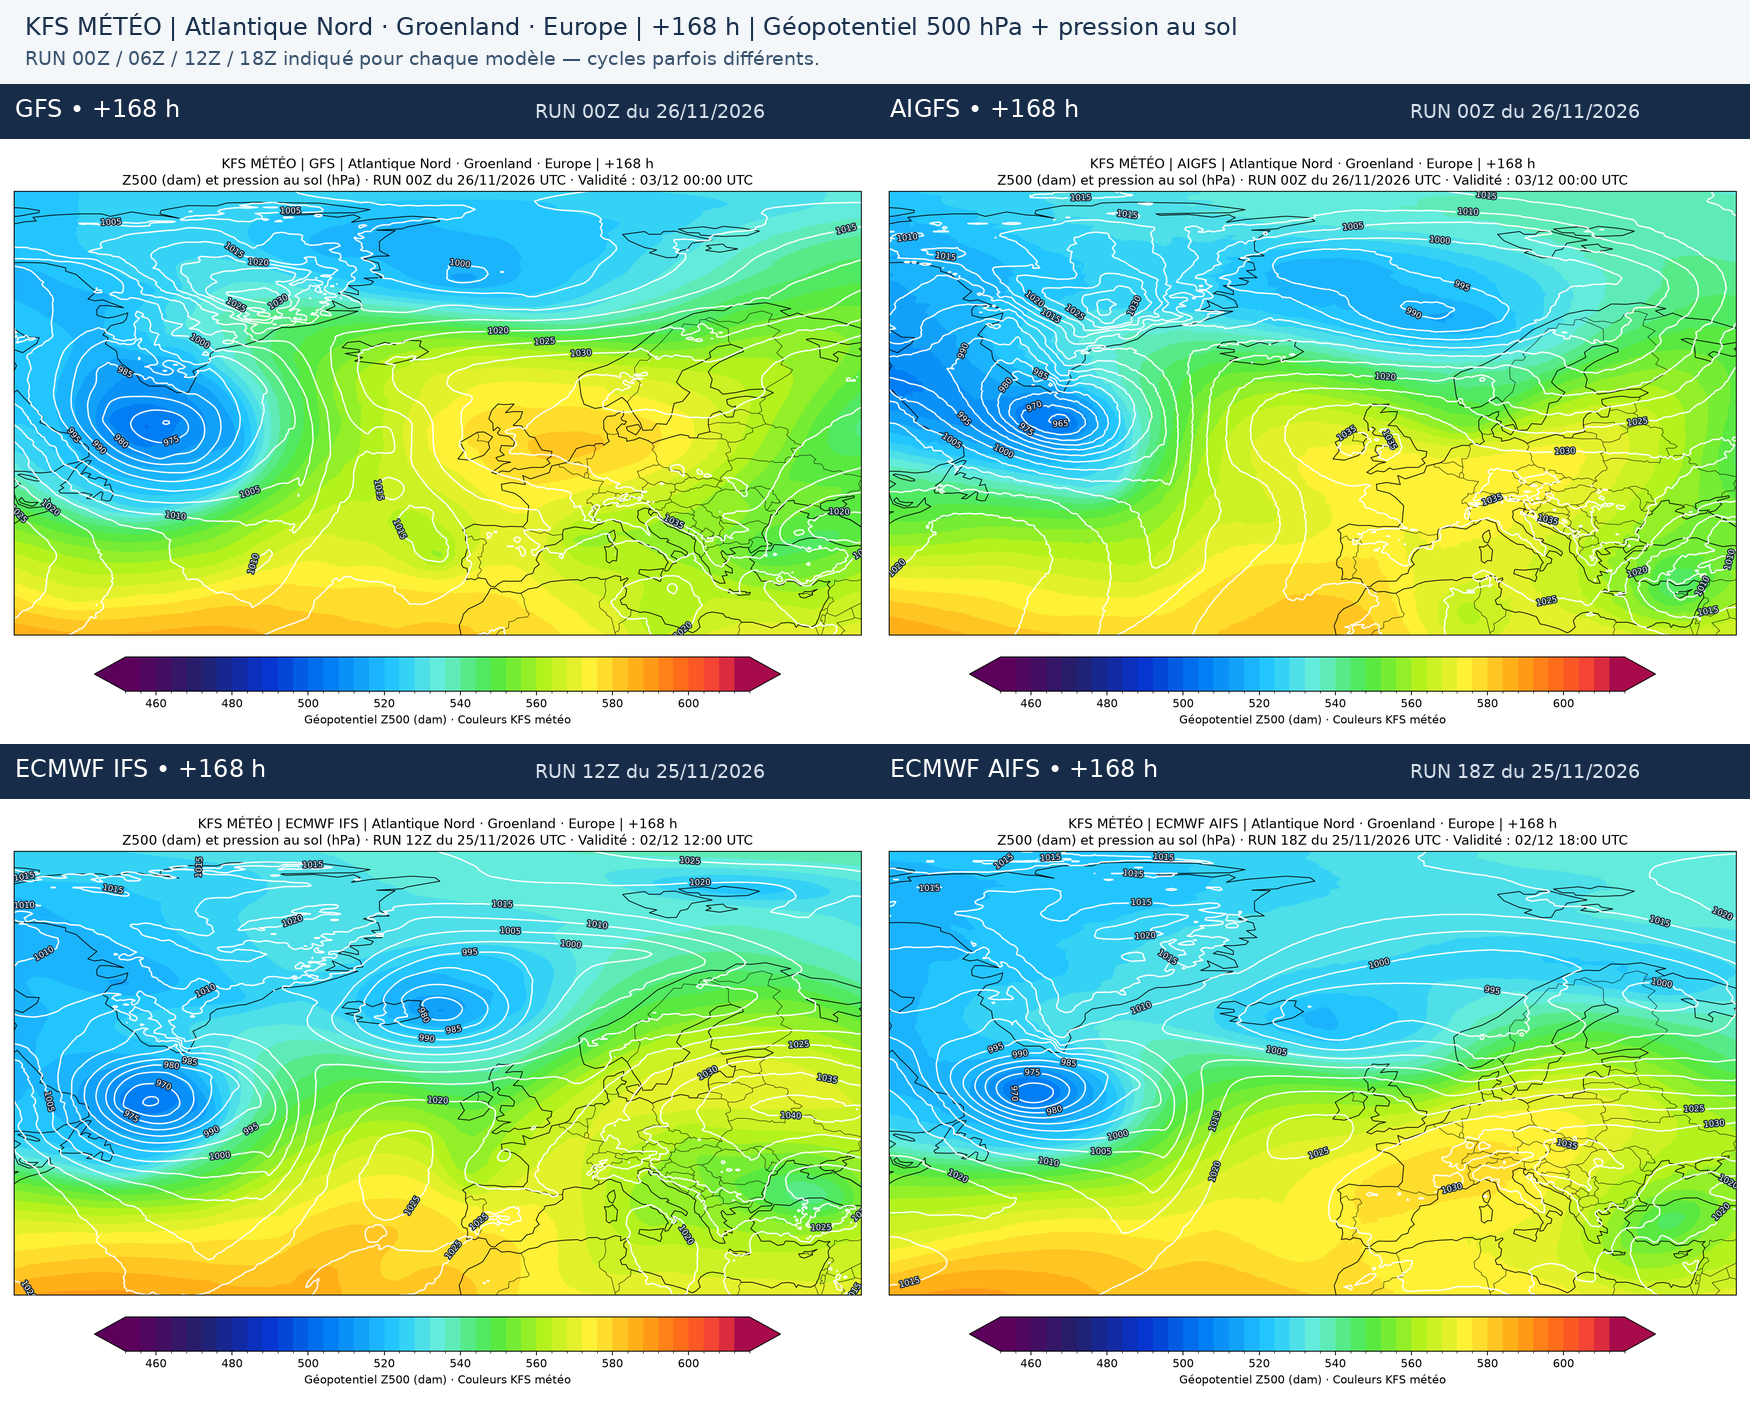 KFS MÉTÉO | Atlantique Nord · Groenland · Europe | +168 h | Géopotentiel 500 hPa + pression au sol
RUN 00Z / 06Z / 12Z / 18Z indiqué pour chaque modèle — cycles parfois différents.
GFS • +168 h
RUN 00Z du 26/11/2026
KFS MÉTÉO | GFS | Atlantique Nord · Groenland · Europe | +168 h
Z500 (dam) et pression au sol (hPa) · RUN 00Z du 26/11/2026 UTC · Validité : 03/12 00:00 UTC
460 480 500 520 540 560 580 600
Géopotentiel Z500 (dam) · Couleurs KFS météo
AIGFS • +168 h
RUN 00Z du 26/11/2026
KFS MÉTÉO | AIGFS | Atlantique Nord · Groenland · Europe | +168 h
Z500 (dam) et pression au sol (hPa) · RUN 00Z du 26/11/2026 UTC · Validité : 03/12 00:00 UTC
460 480 500 520 540 560 580 600
Géopotentiel Z500 (dam) · Couleurs KFS météo
ECMWF IFS • +168 h
RUN 12Z du 25/11/2026
KFS MÉTÉO | ECMWF IFS | Atlantique Nord · Groenland · Europe | +168 h
Z500 (dam) et pression au sol (hPa) · RUN 12Z du 25/11/2026 UTC · Validité : 02/12 12:00 UTC
460 480 500 520 540 560 580 600
Géopotentiel Z500 (dam) · Couleurs KFS météo
ECMWF AIFS • +168 h
RUN 18Z du 25/11/2026
KFS MÉTÉO | ECMWF AIFS | Atlantique Nord · Groenland · Europe | +168 h
Z500 (dam) et pression au sol (hPa) · RUN 18Z du 25/11/2026 UTC · Validité : 02/12 18:00 UTC
460 480 500 520 540 560 580 600
Géopotentiel Z500 (dam) · Couleurs KFS météo